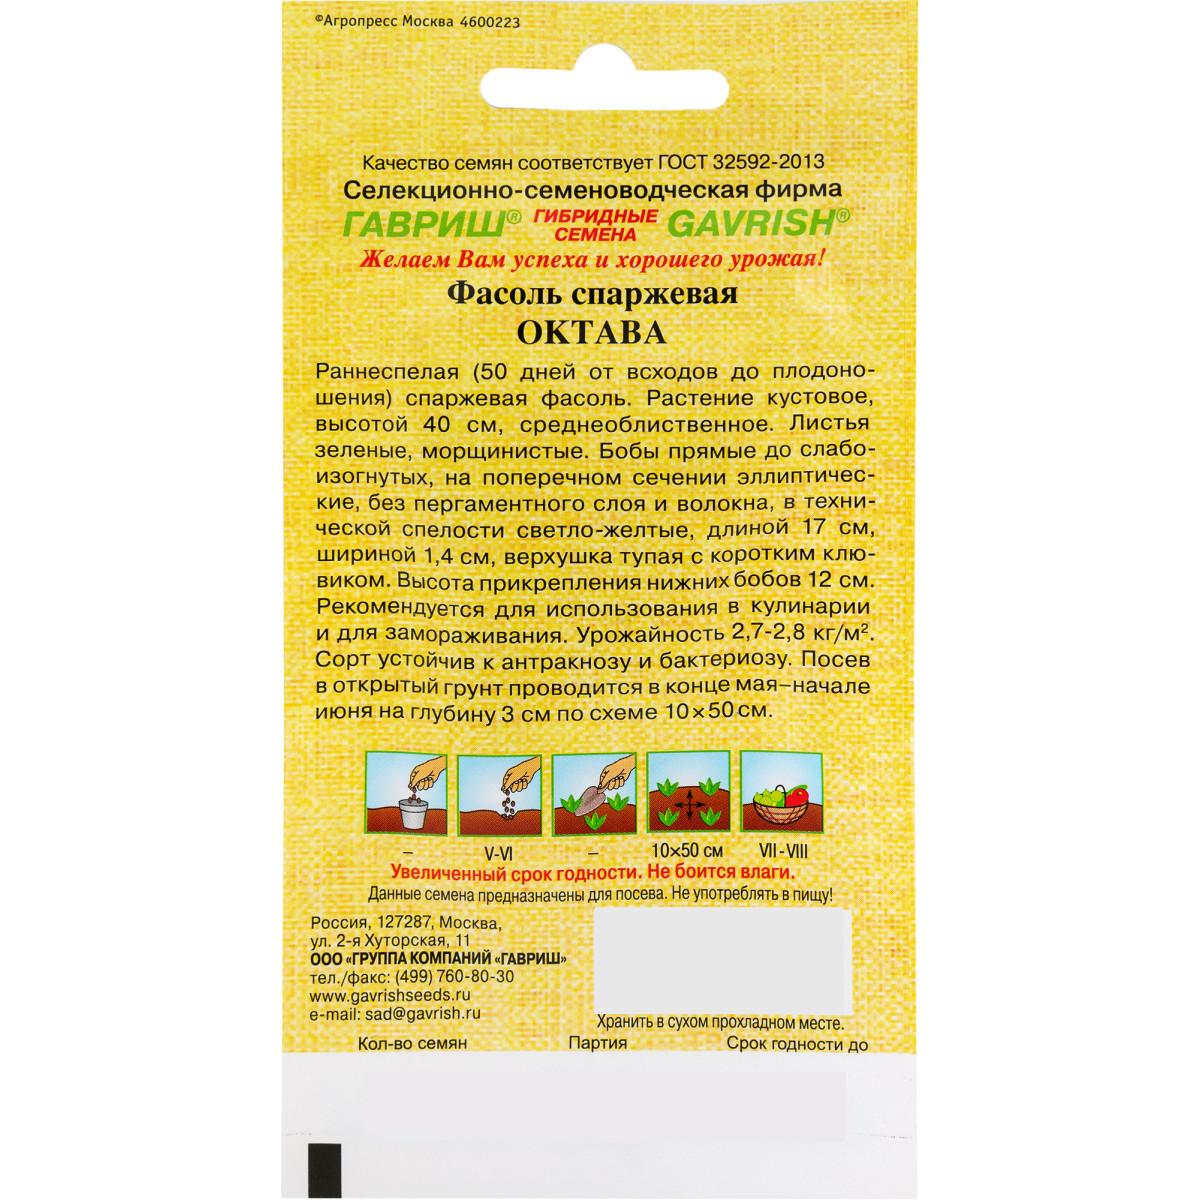 ©Агропресс Москва 4600223
Качество семян соответствует ГОСТ 32592-2013
Селекционно-семеноводческая фирма
ГАВРИШ® ГИБРИДНЫЕ СЕМЕНА GAVRISH®
Желаем Вам успеха и хорошего урожая!
Фасоль спаржевая
ОКТАВА
Раннеспелая (50 дней от всходов до плодоно-
шения) спаржевая фасоль. Растение кустовое,
высотой 40 см, среднеоблиственное. Листья
зеленые, морщинистые. Бобы прямые до слабо-
изогнутых, на поперечном сечении эллиптичес-
кие, без пергаментного слоя и волокна, в техни-
ческой спелости светло-желтые, длиной 17 см,
шириной 1,4 см, верхушка тупая с коротким клю-
виком. Высота прикрепления нижних бобов 12 см.
Рекомендуется для использования в кулинарии
и для замораживания. Урожайность 2,7-2,8 кг/м².
Сорт устойчив к антракнозу и бактериозу. Посев
в открытый грунт проводится в конце мая–начале
июня на глубину 3 см по схеме 10×50 см.
– V-VI – 10×50 см VII-VIII
Увеличенный срок годности. Не боится влаги.
Данные семена предназначены для посева. Не употреблять в пищу!
Россия, 127287, Москва,
ул. 2-я Хуторская, 11
ООО «ГРУППА КОМПАНИЙ «ГАВРИШ»
тел./факс: (499) 760-80-30
www.gavrishseeds.ru
e-mail: sad@gavrish.ru
Хранить в сухом прохладном месте.
Кол-во семян Партия Срок годности до